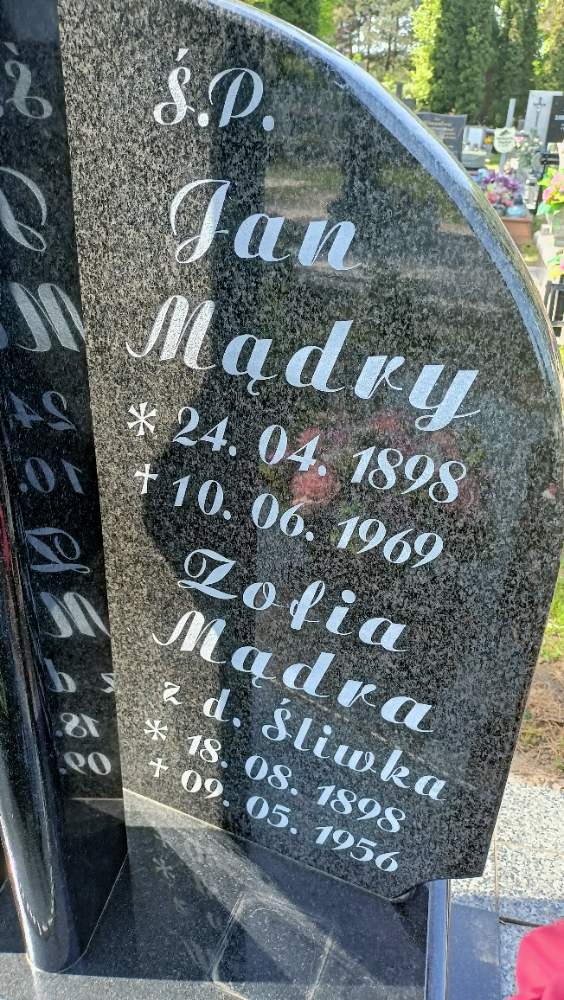 Ś.P.
Jan
Mądry
* 24. 04. 1898
+ 10. 06. 1969
Zofia
Mądra
z d. Śliwka
* 18. 08. 1898
+ 09. 05. 1956